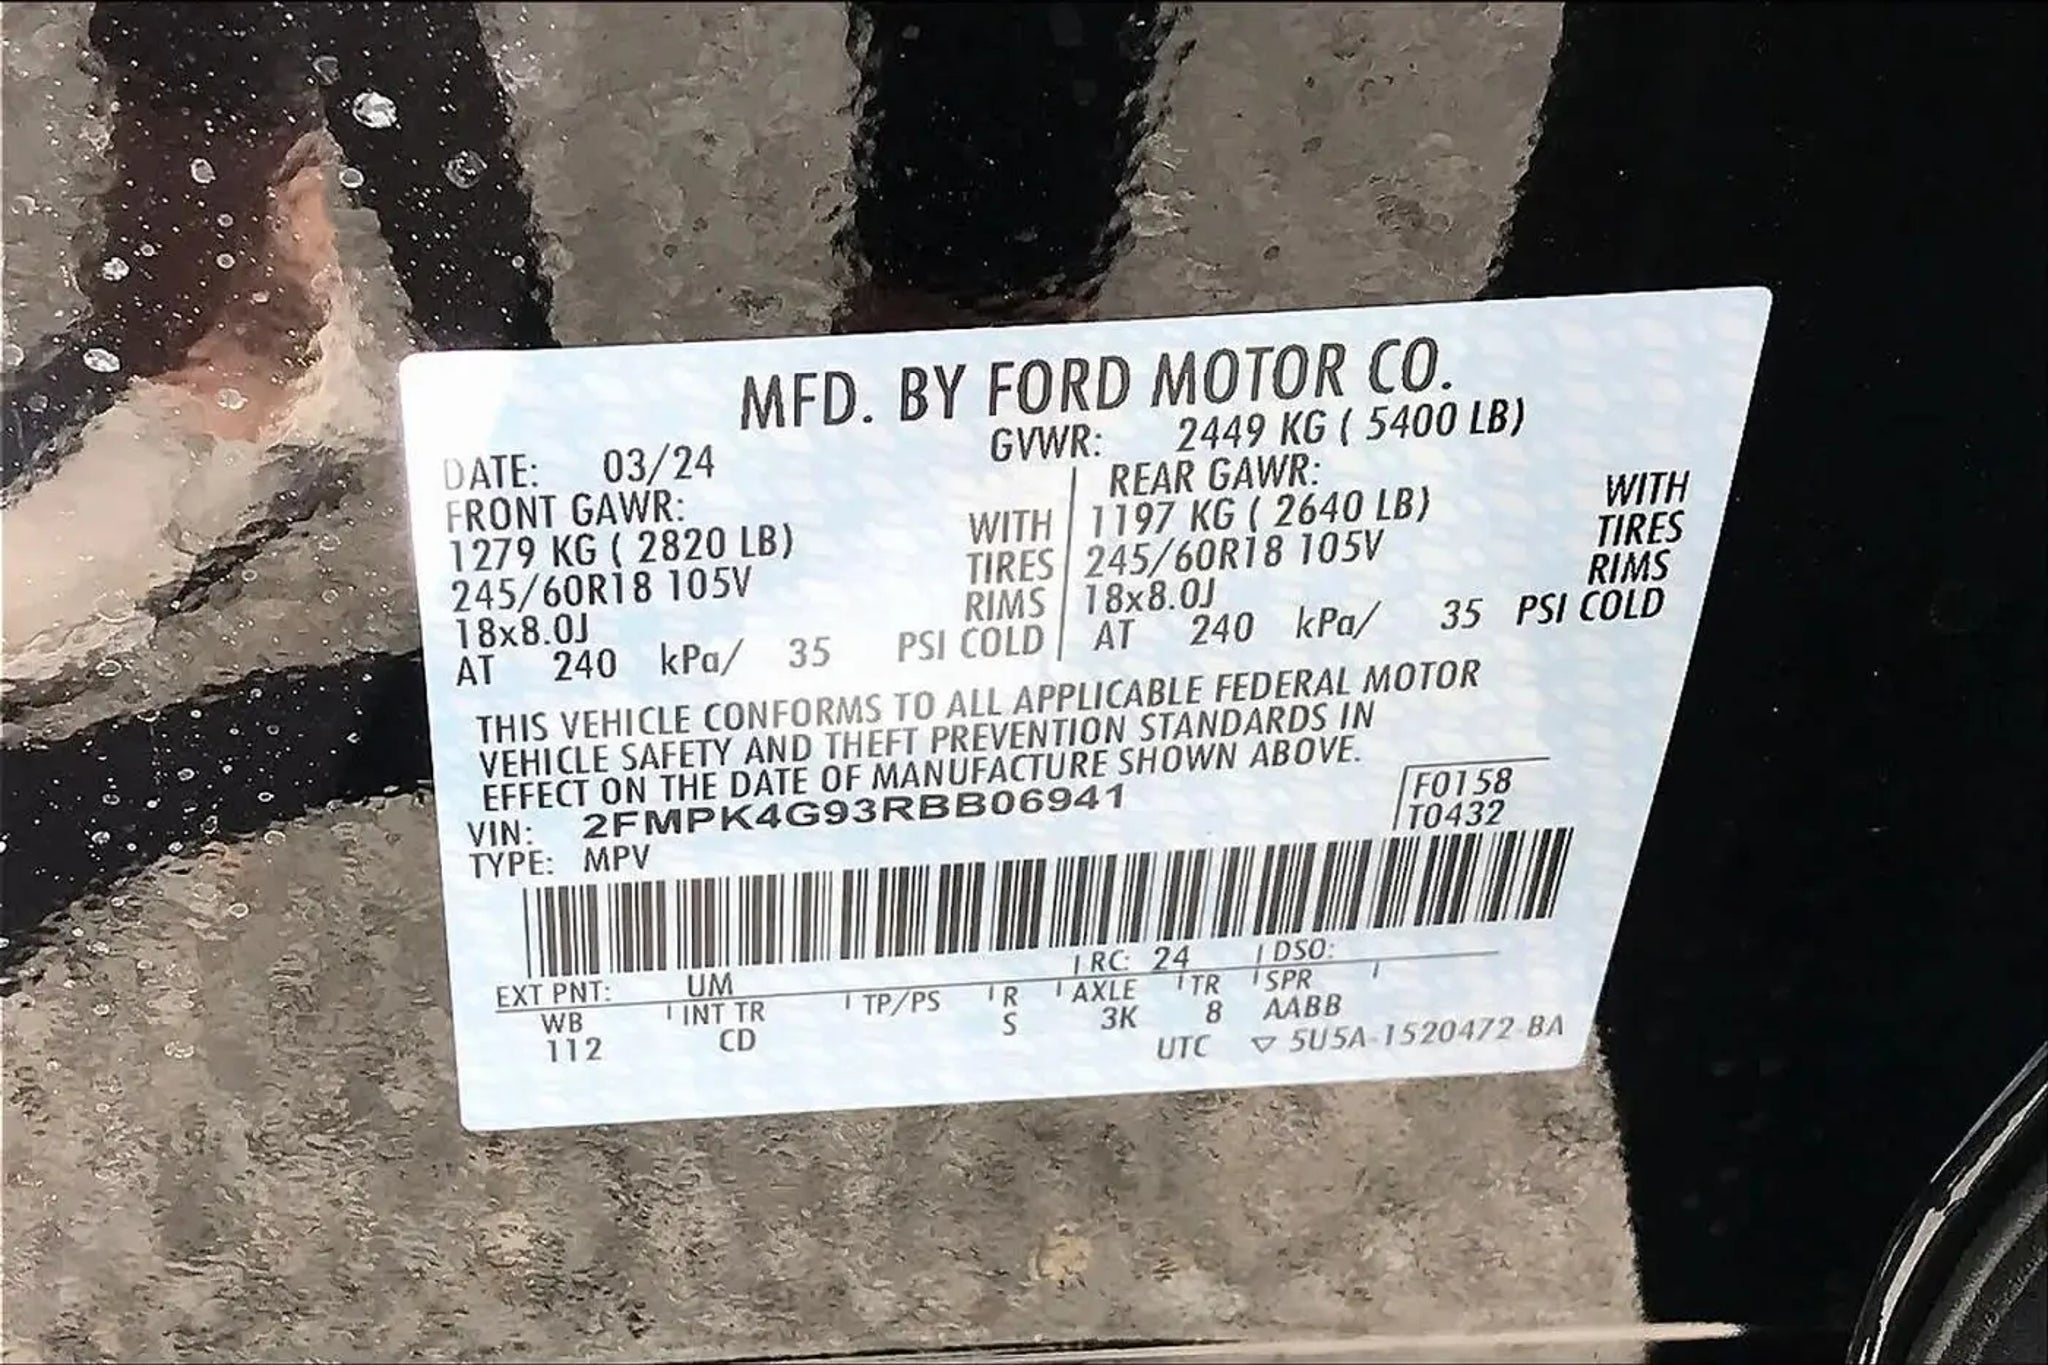 MFD. BY FORD MOTOR CO.
DATE: 03/24 GVWR: 2449 KG ( 5400 LB)
FRONT GAWR: REAR GAWR:
1279 KG ( 2820 LB) WITH 1197 KG ( 2640 LB) WITH
245/60R18 105V TIRES 245/60R18 105V TIRES
18x8.0J RIMS 18x8.0J RIMS
AT 240 kPa/ 35 PSI COLD AT 240 kPa/ 35 PSI COLD
THIS VEHICLE CONFORMS TO ALL APPLICABLE FEDERAL MOTOR
VEHICLE SAFETY AND THEFT PREVENTION STANDARDS IN
EFFECT ON THE DATE OF MANUFACTURE SHOWN ABOVE.
VIN: 2FMPK4G93RBB06941 F0158
TYPE: MPV T0432
EXT PNT: UM RC: 24 DSO:
WB INT TR TP/PS R AXLE TR SPR
112 CD S 3K 8 AABB
UTC ▽ 5U5A-1520472-BA